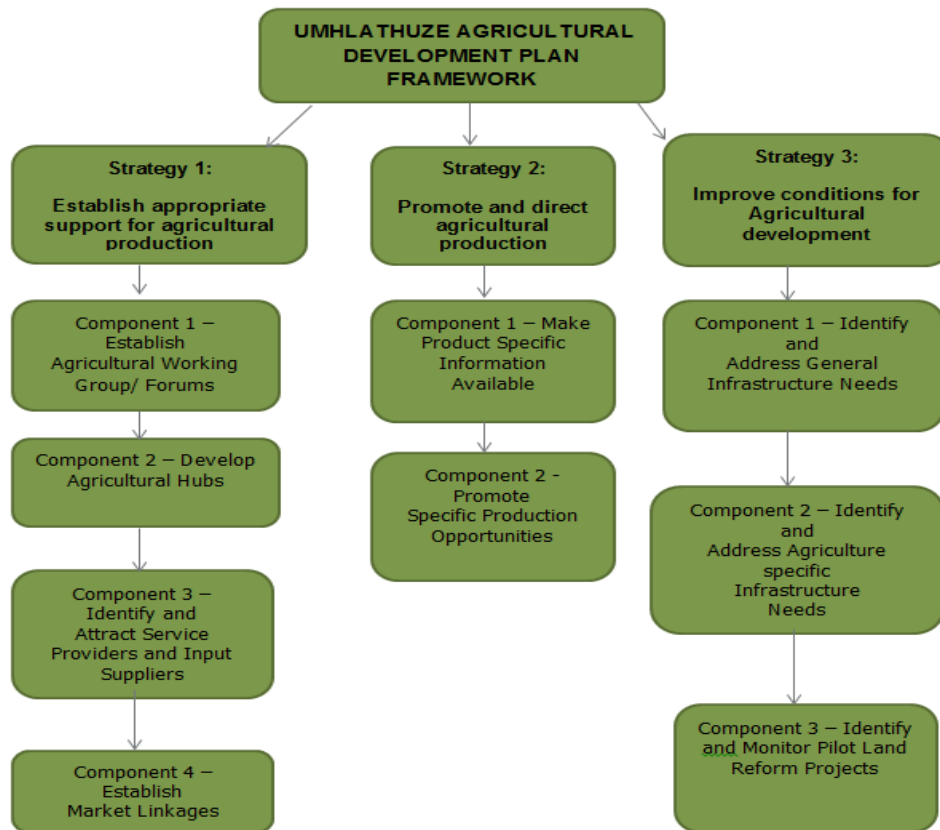 UMHLATHUZE AGRICULTURAL
DEVELOPMENT PLAN
FRAMEWORK
Strategy 1:
Establish appropriate
support for agricultural
production
Component 1 –
Establish
Agricultural Working
Group/ Forums
Component 2 – Develop
Agricultural Hubs
Component 3 –
Identify and
Attract Service
Providers and Input
Suppliers
Component 4 –
Establish
Market Linkages
Strategy 2:
Promote and direct
agricultural
production
Component 1 – Make
Product Specific
Information
Available
Component 2 -
Promote
Specific Production
Opportunities
Strategy 3:
Improve conditions for
Agricultural
development
Component 1 – Identify
and
Address General
Infrastructure Needs
Component 2 – Identify
and
Address Agriculture
specific
Infrastructure
Needs
Component 3 – Identify
and Monitor Pilot Land
Reform Projects